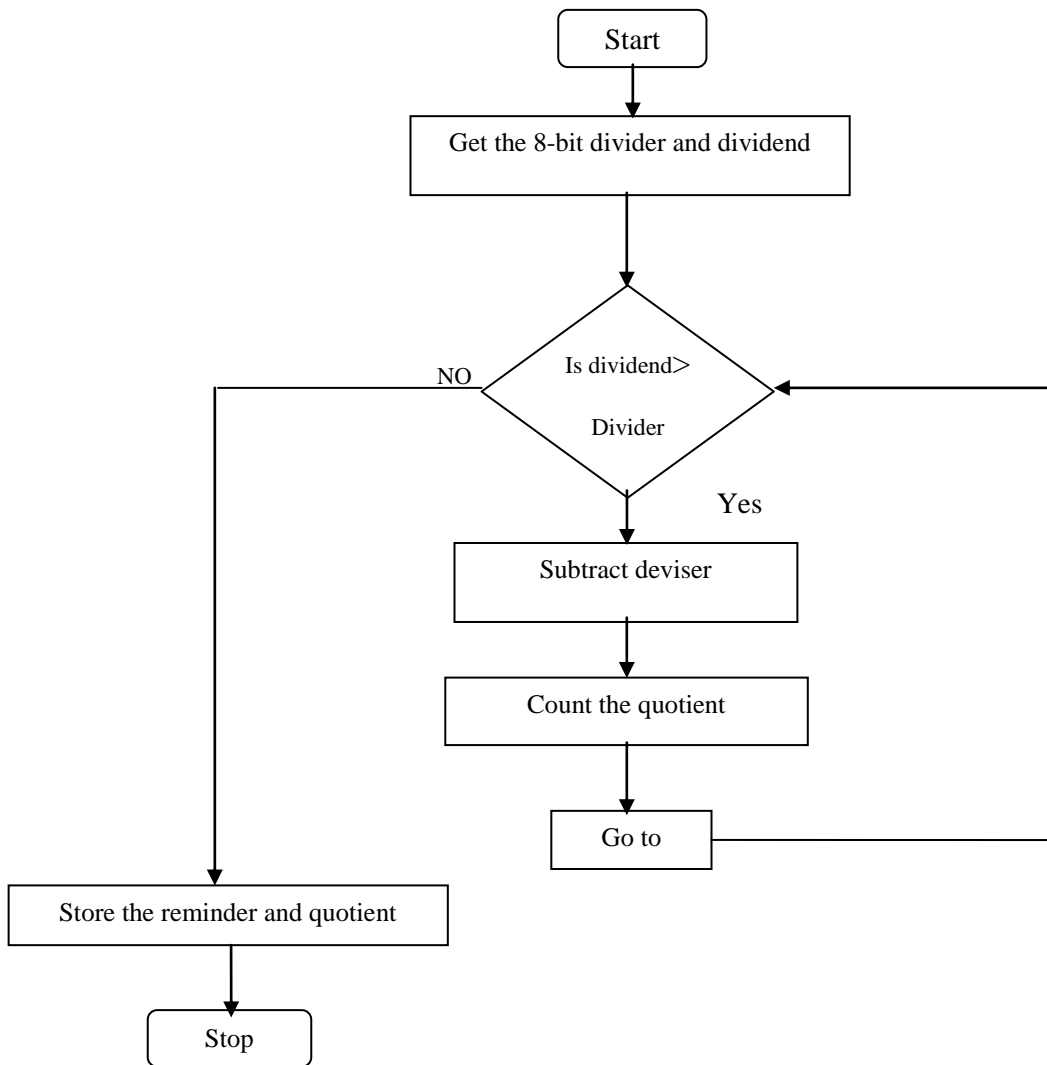 Start
Get the 8-bit divider and dividend
Is dividend>
NO
Divider
Yes
Subtract deviser
Count the quotient
Go to
Store the reminder and quotient
Stop